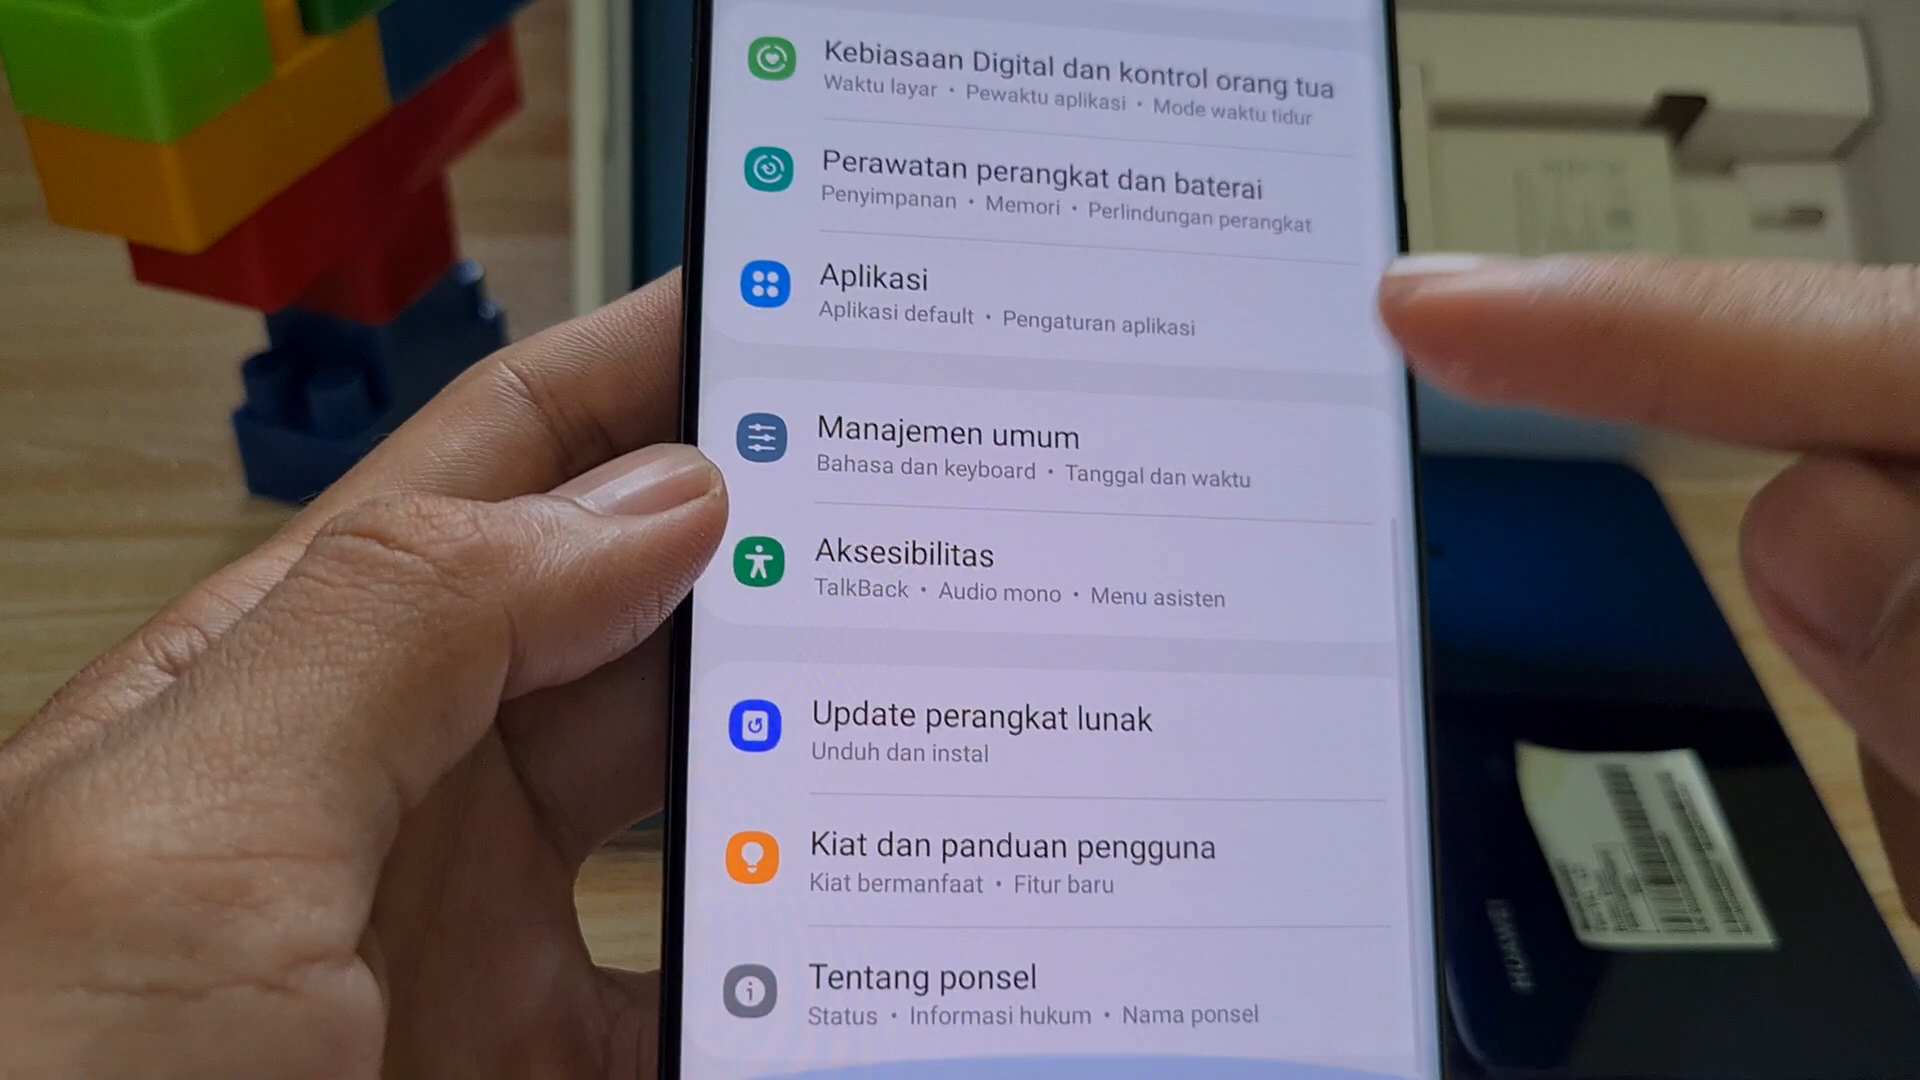 Kebiasaan Digital dan kontrol orang tua
Waktu layar • Pewaktu aplikasi • Mode waktu tidur
Perawatan perangkat dan baterai
Penyimpanan • Memori • Perlindungan perangkat
Aplikasi
Aplikasi default • Pengaturan aplikasi
Manajemen umum
Bahasa dan keyboard • Tanggal dan waktu
Aksesibilitas
TalkBack • Audio mono • Menu asisten
Update perangkat lunak
Unduh dan instal
Kiat dan panduan pengguna
Kiat bermanfaat • Fitur baru
Tentang ponsel
Status • Informasi hukum • Nama ponsel
HUAWEI